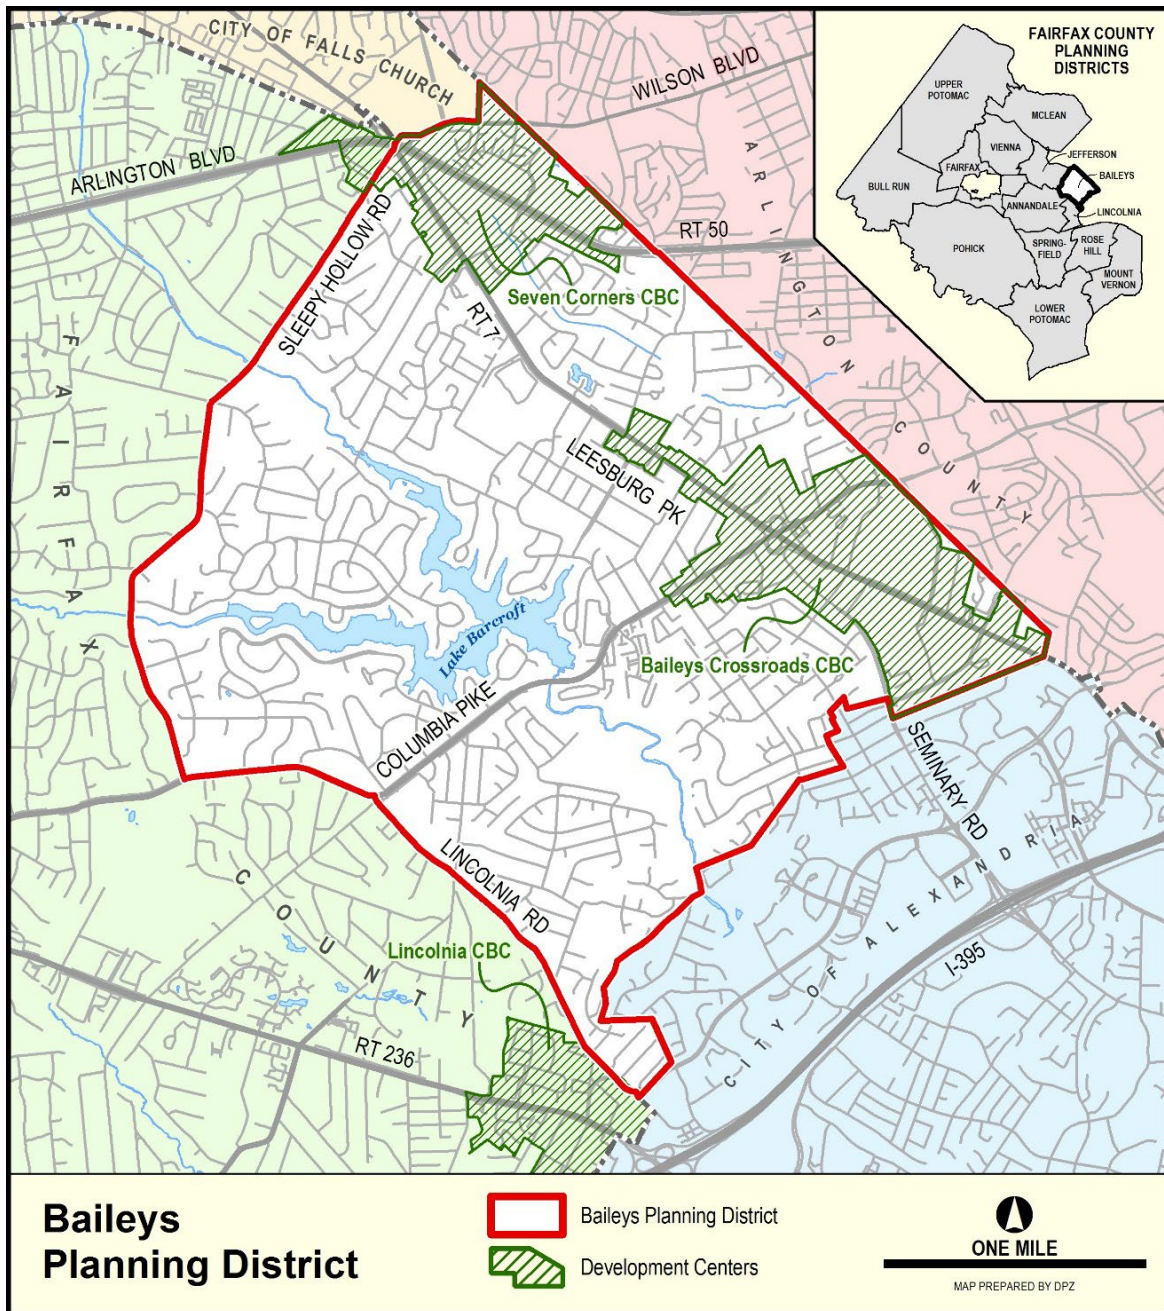 CITY OF FALLS CHURCH
WILSON BLVD
ARLINGTON BLVD
ARLINGTON COUNTY
RT 50
SLEEPY HOLLOW RD
Seven Corners CBC
RT 7
FAIRFAX COUNTY
LEESBURG PK
Lake Barcroft
Baileys Crossroads CBC
COLUMBIA PIKE
SEMINARY RD
LINCOLNIA RD
Lincolnia CBC
CITY OF ALEXANDRIA
I-395
RT 236
FAIRFAX COUNTY
PLANNING
DISTRICTS
UPPER
POTOMAC
MCLEAN
VIENNA
JEFFERSON
FAIRFAX
BAILEYS
BULL RUN
ANNANDALE
LINCOLNIA
POHICK
SPRING-
FIELD
ROSE
HILL
MOUNT
VERNON
LOWER
POTOMAC
Baileys
Planning District
Baileys Planning District
Development Centers
ONE MILE
MAP PREPARED BY DPZ